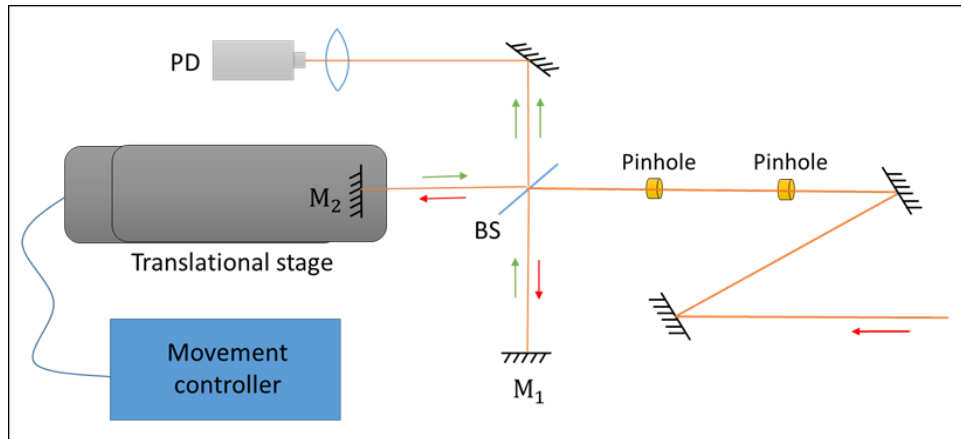 PD
Pinhole
Pinhole
M₂
BS
Translational stage
Movement
controller
M₁